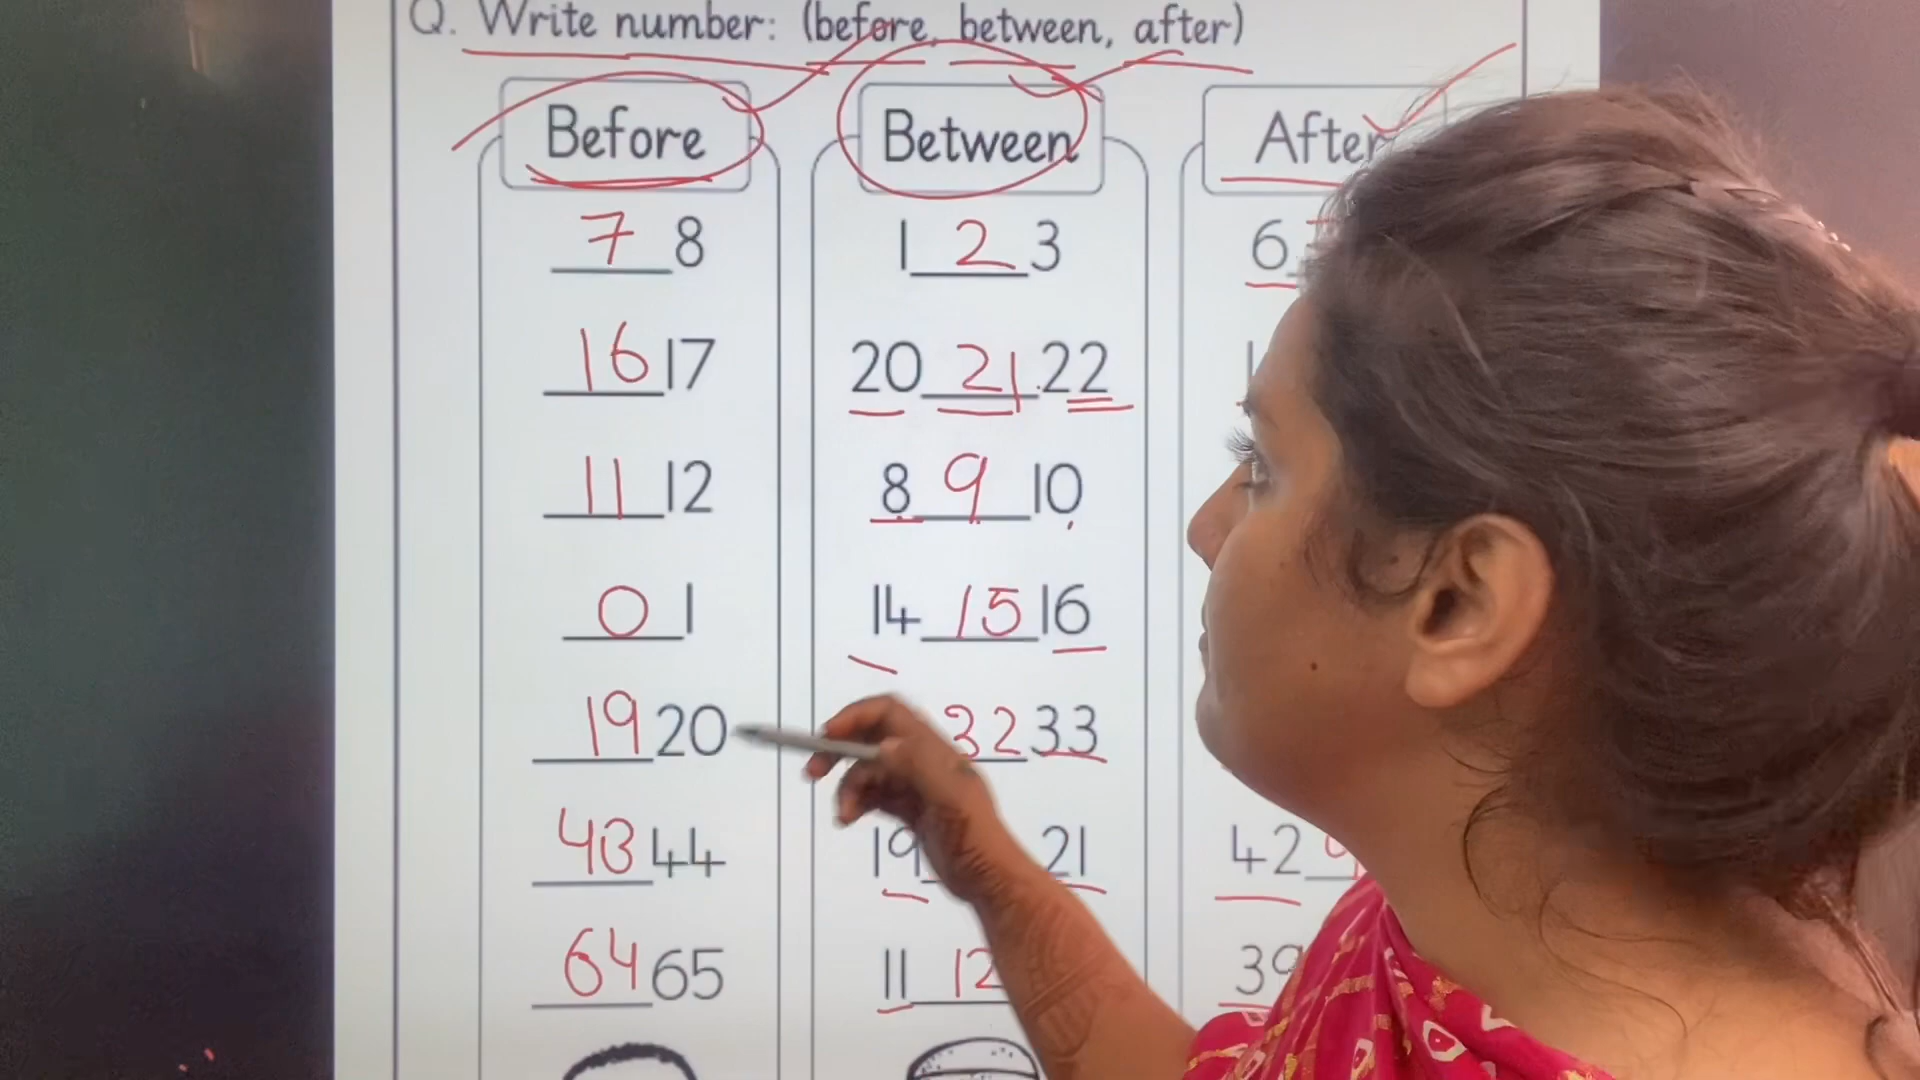 Q. Write number: (before, between, after)
Before
7 8
16 17
11 12
0 1
19 20
43 44
64 65
Between
1 2 3
20 21 22
8 9 10
14 15 16
32 33
19 21
11 12
After
6
42
39